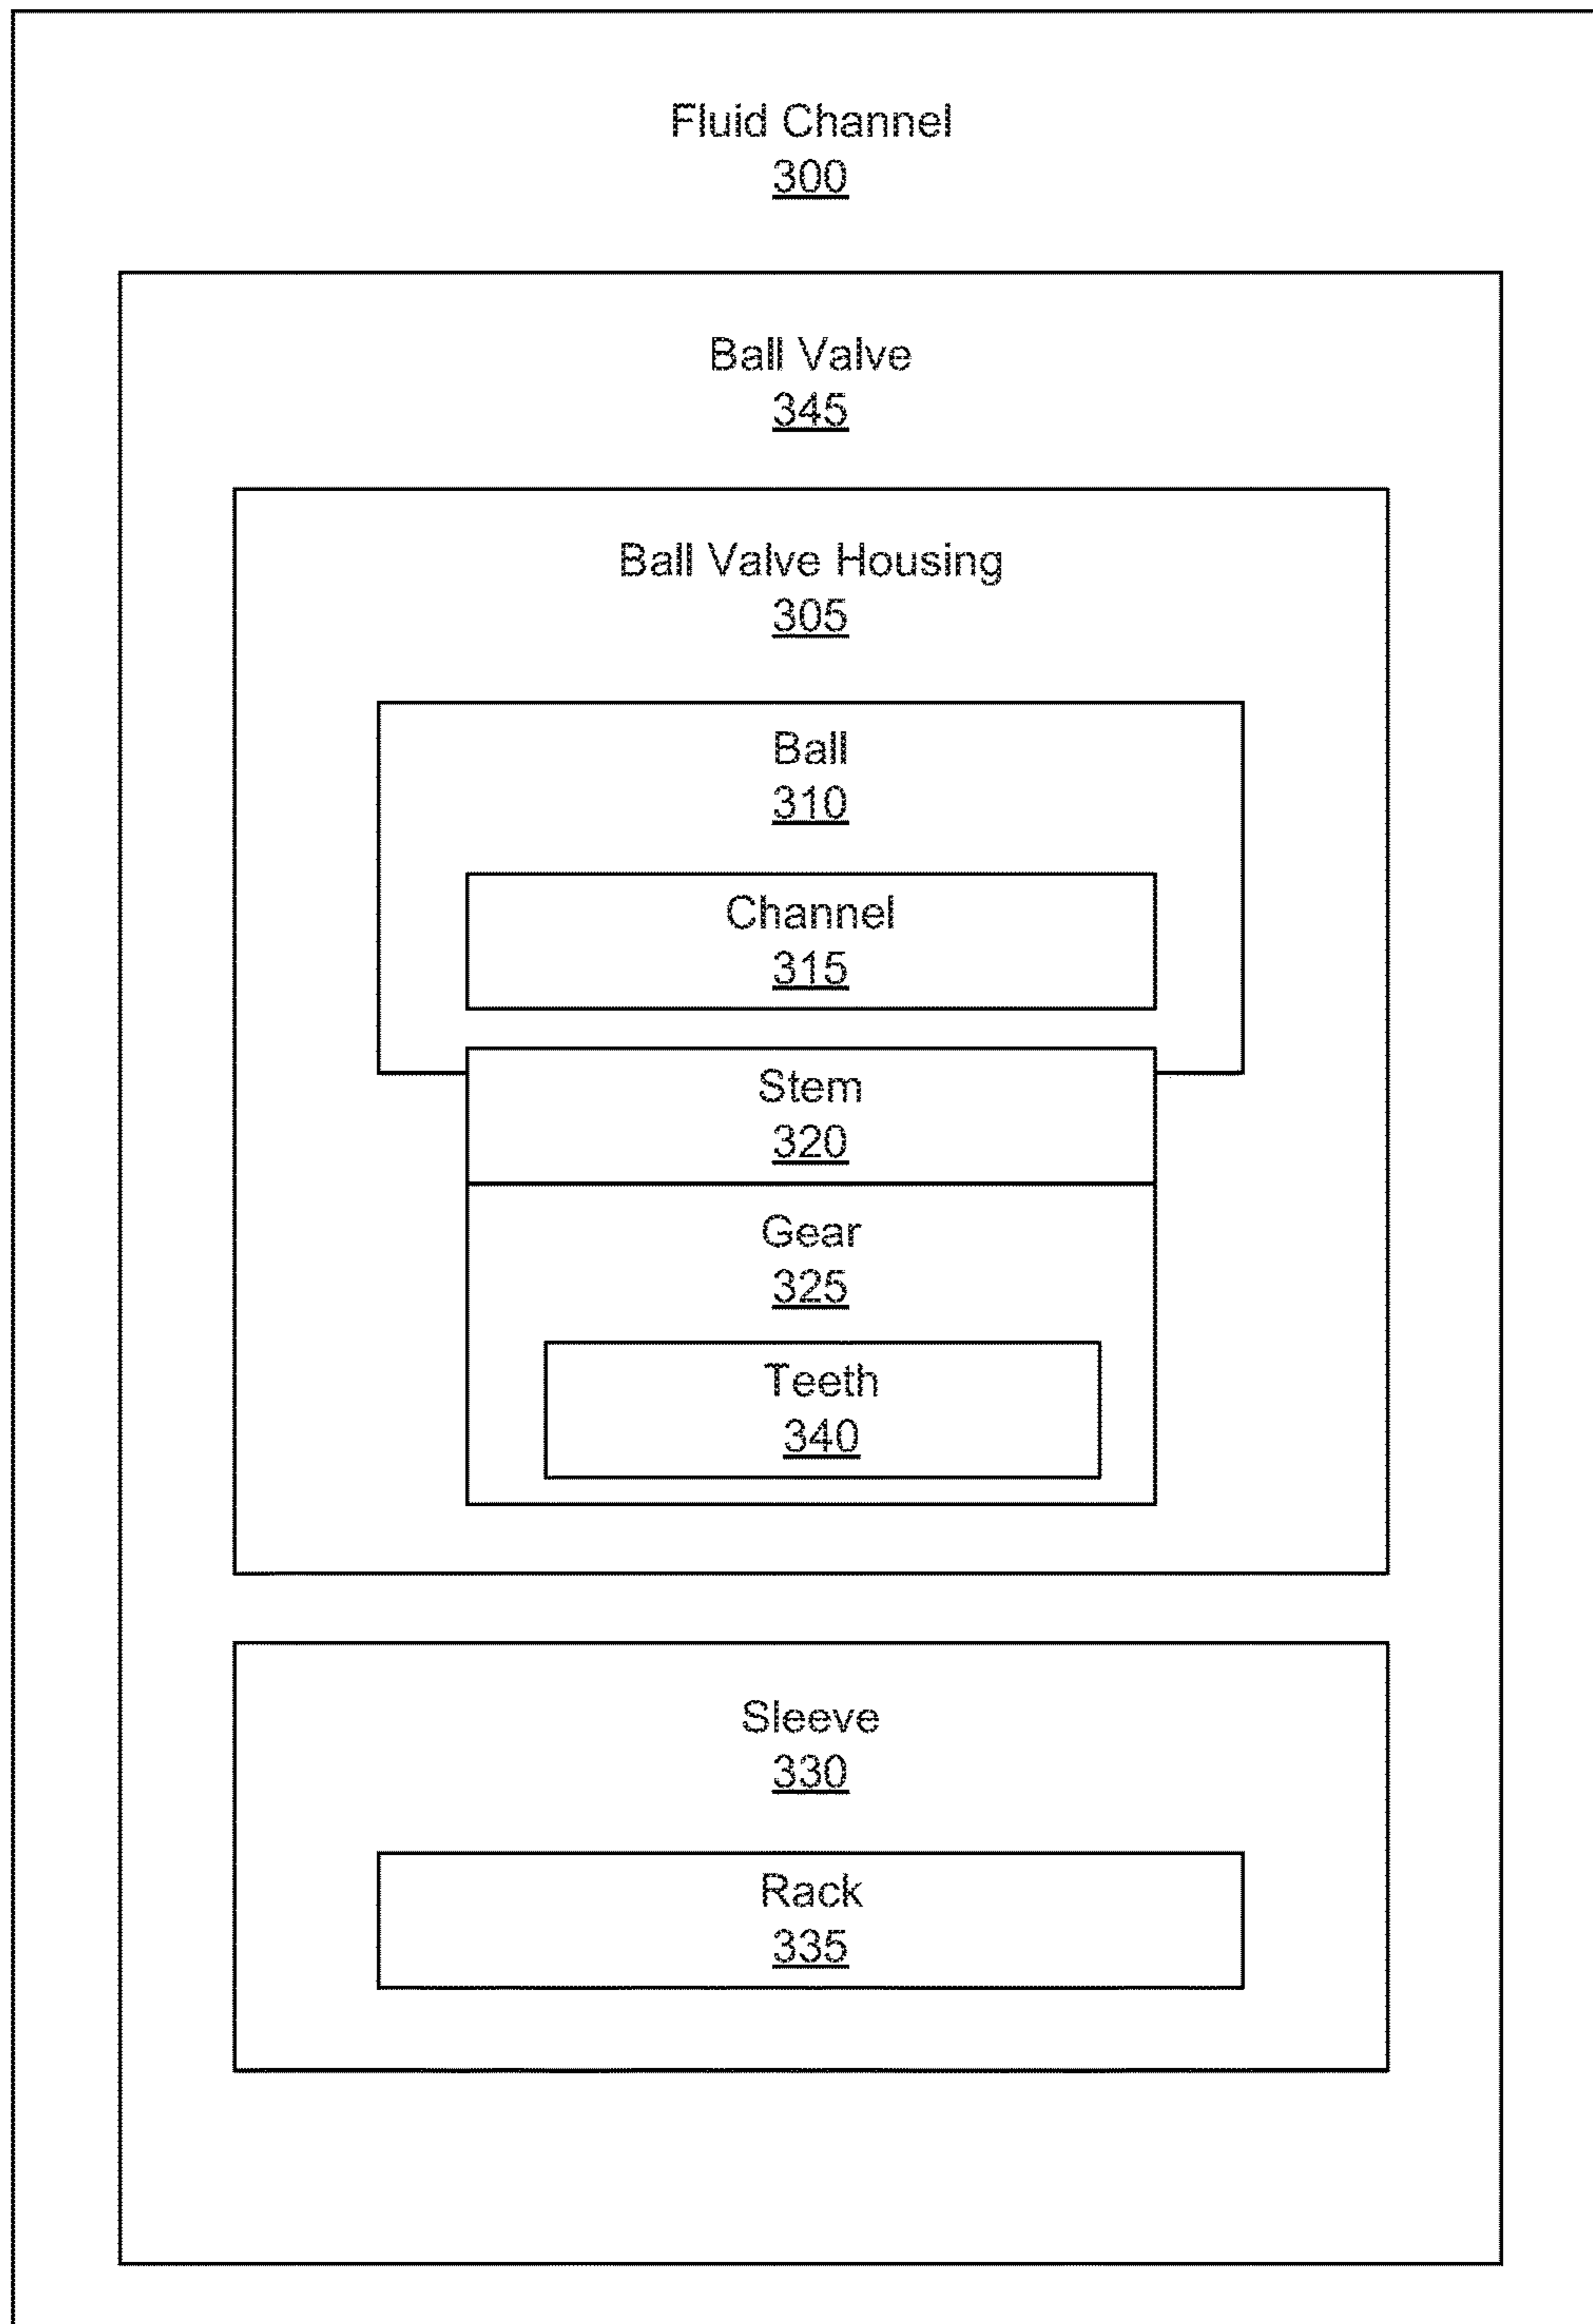 Fluid Channel
300
Ball Valve
345
Ball Valve Housing
305
Ball
310
Channel
315
Stem
320
Gear
325
Teeth
340
Sleeve
330
Rack
335